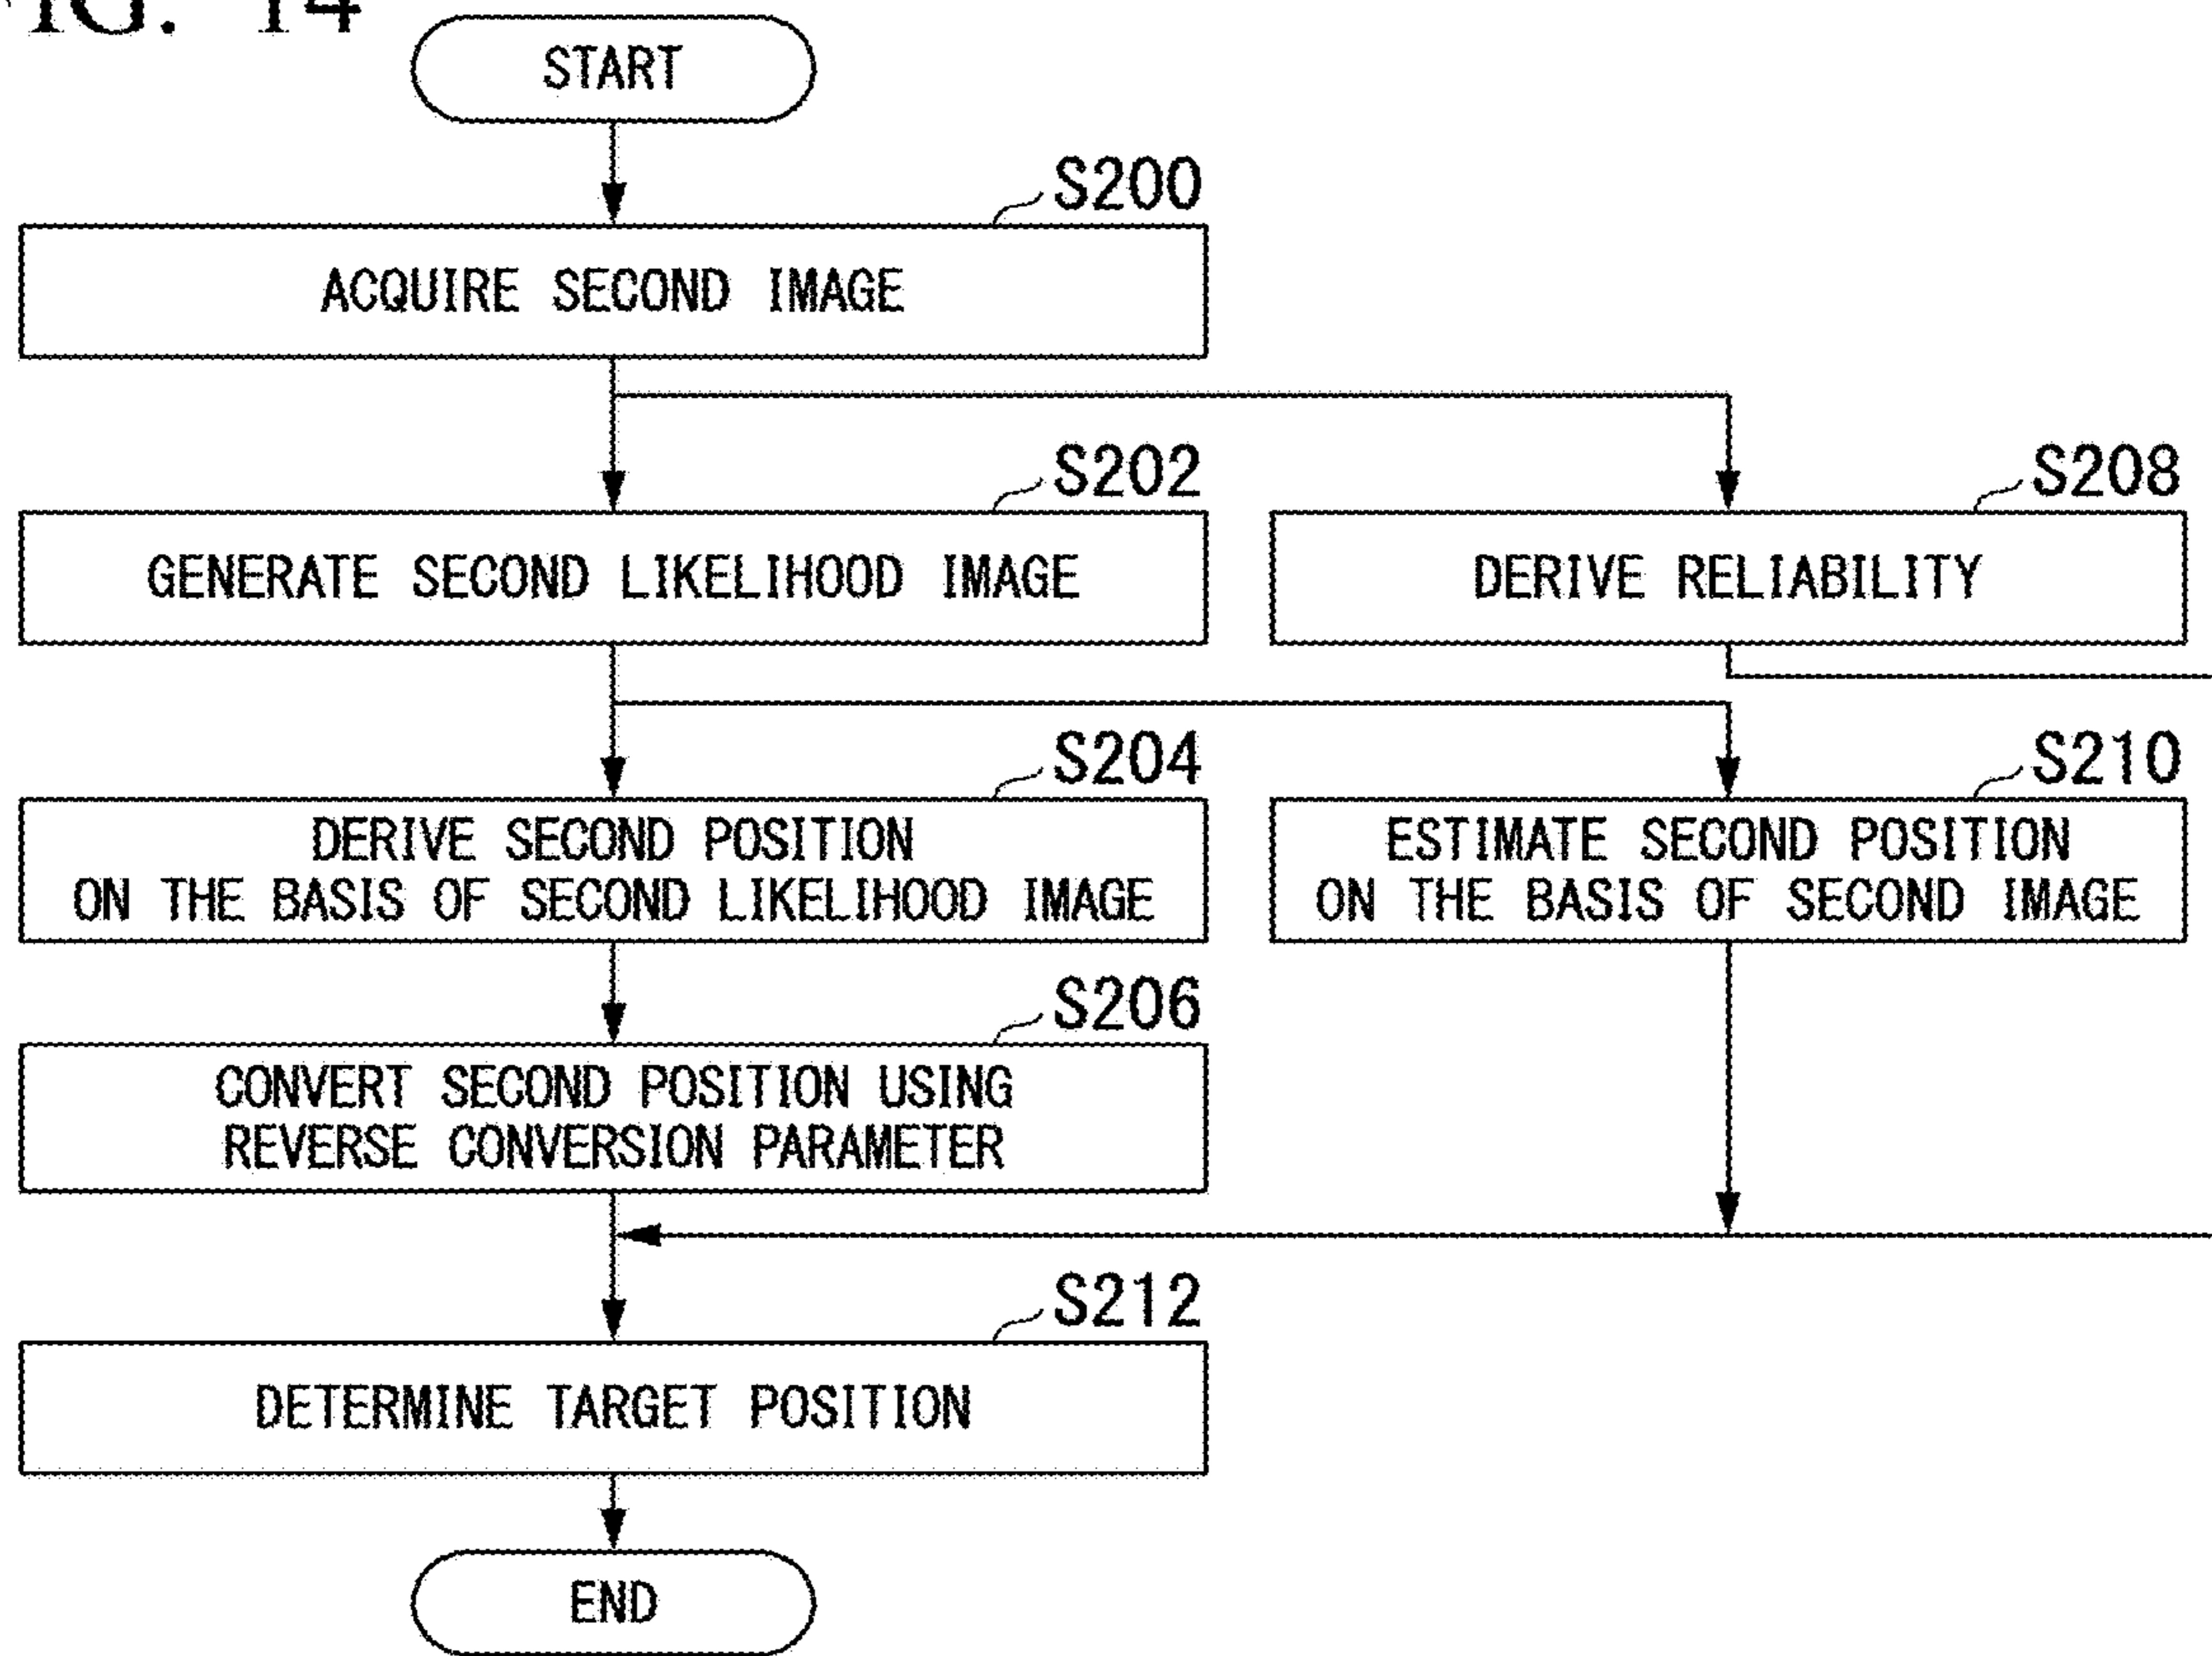 FIG. 14
START
S200
ACQUIRE SECOND IMAGE
S202
GENERATE SECOND LIKELIHOOD IMAGE
S208
DERIVE RELIABILITY
S204
DERIVE SECOND POSITION
ON THE BASIS OF SECOND LIKELIHOOD IMAGE
S210
ESTIMATE SECOND POSITION
ON THE BASIS OF SECOND IMAGE
S206
CONVERT SECOND POSITION USING
REVERSE CONVERSION PARAMETER
S212
DETERMINE TARGET POSITION
END